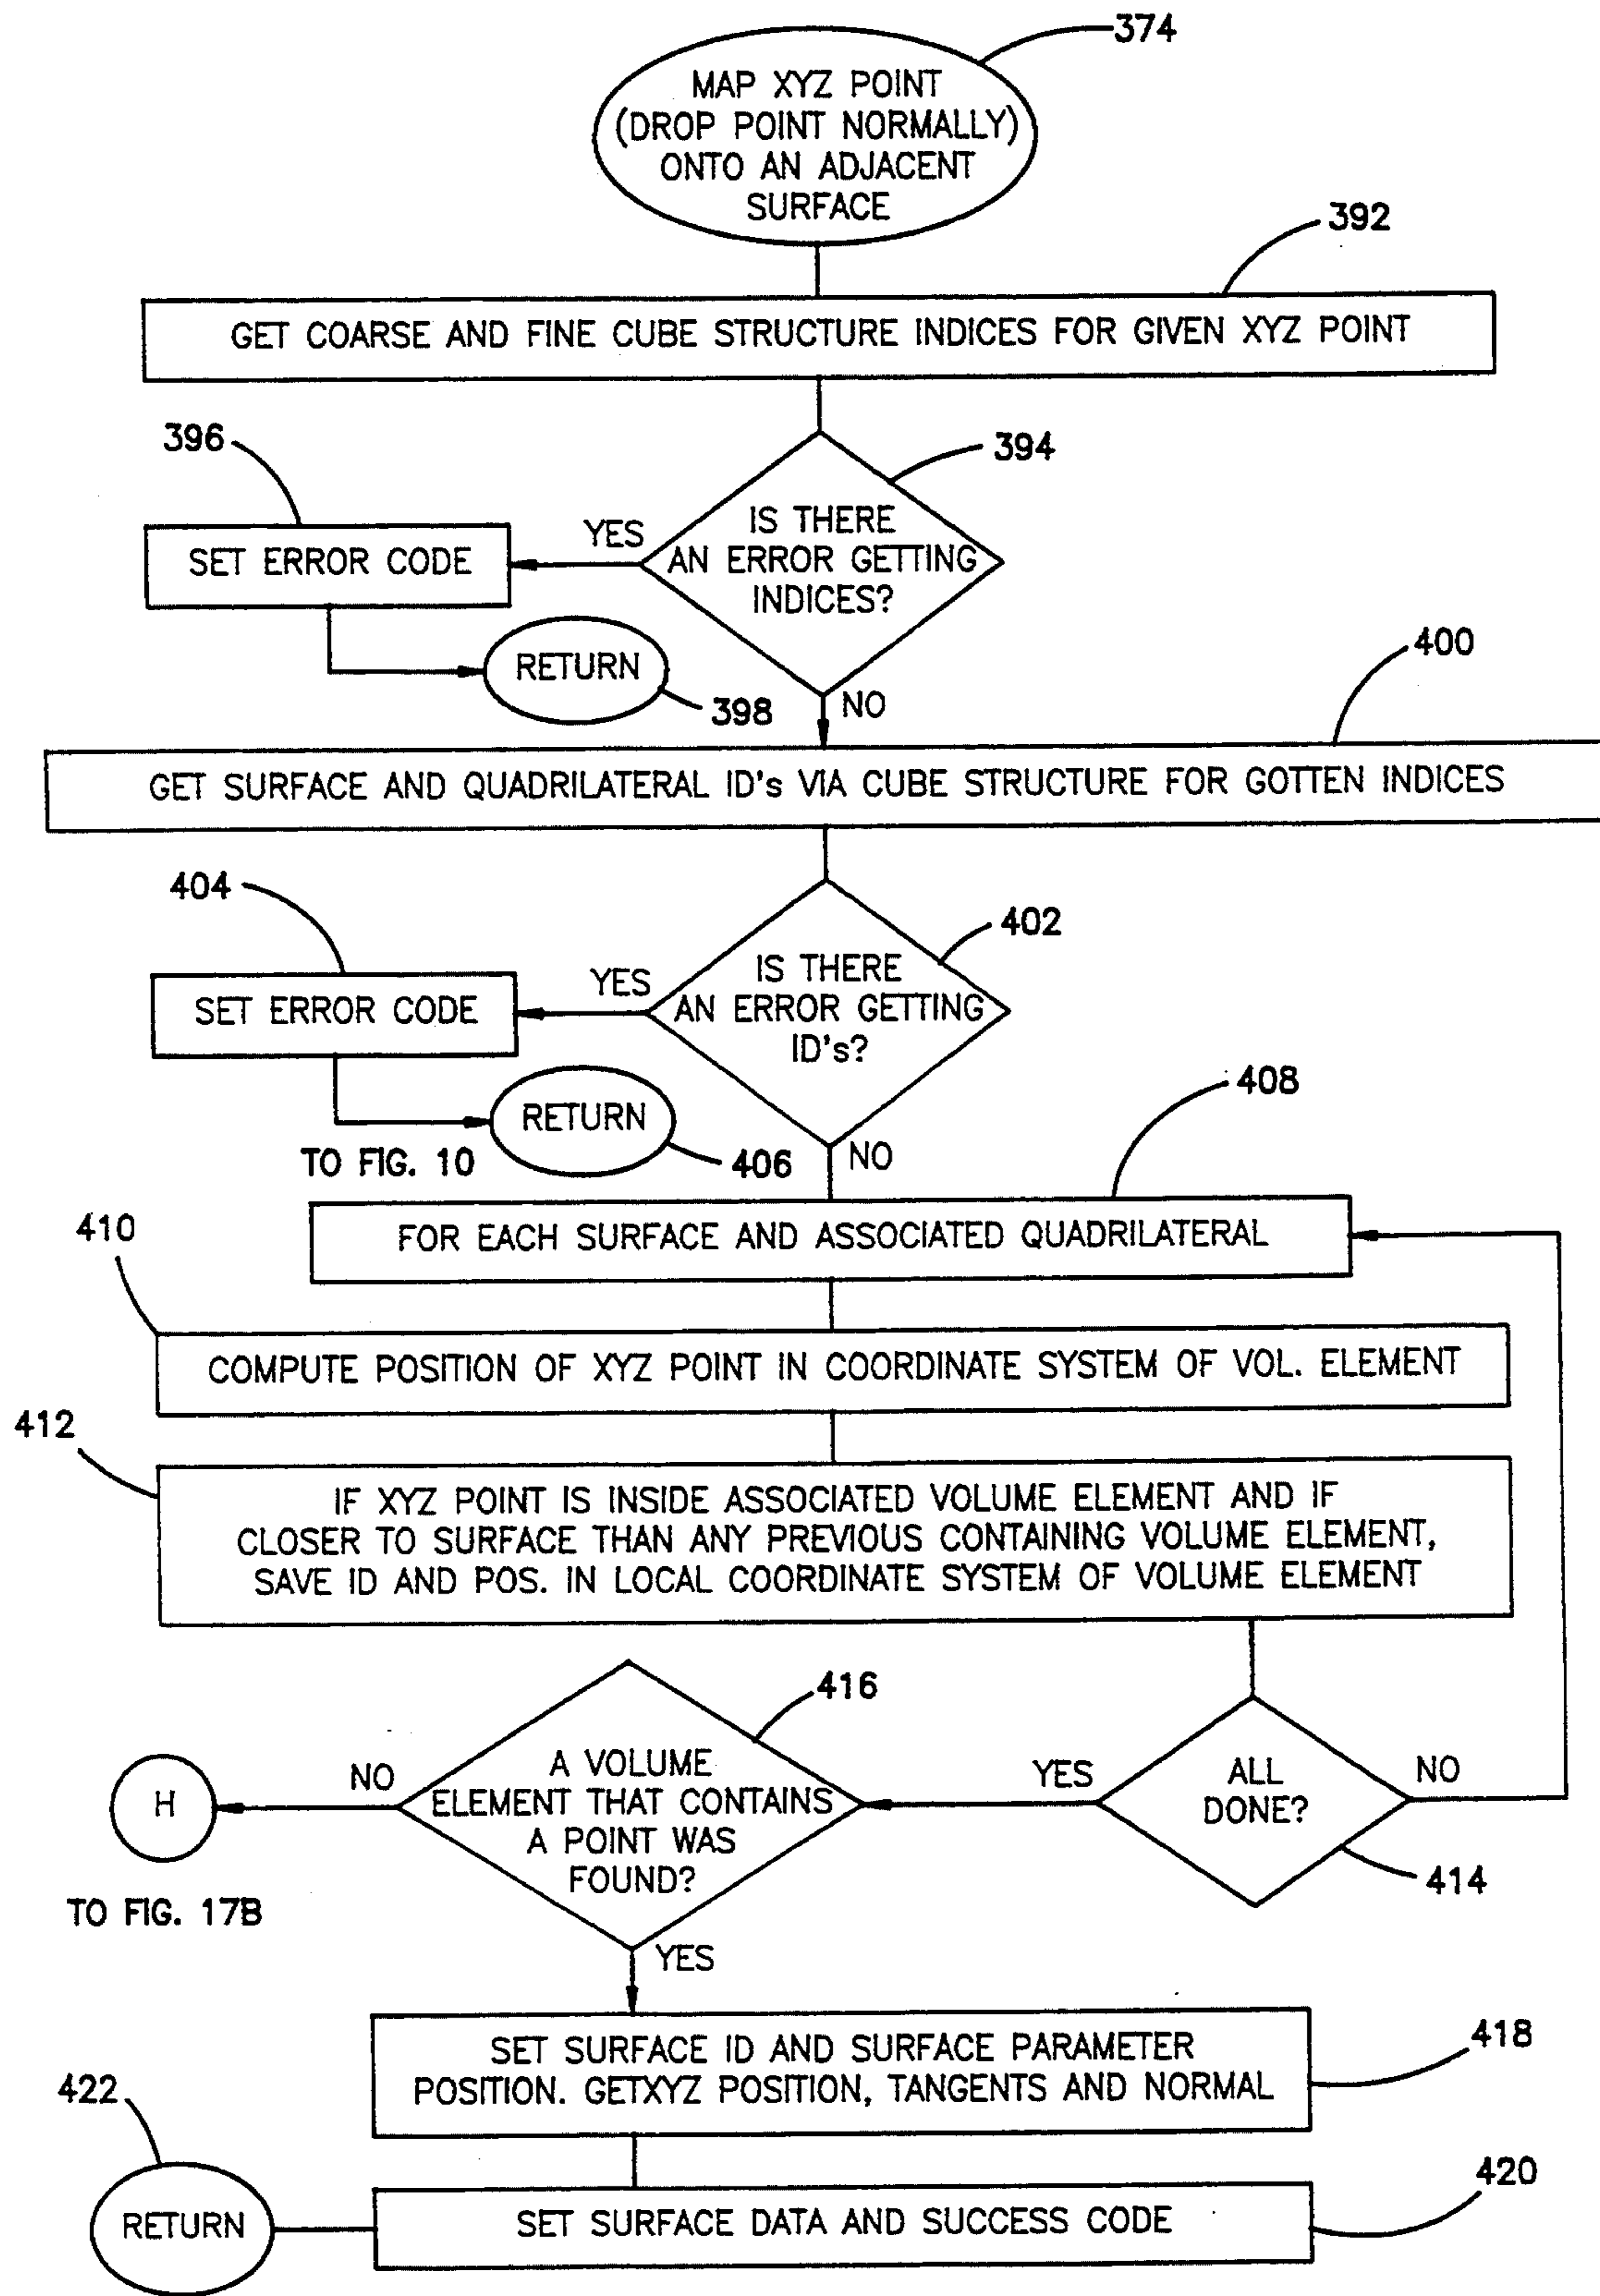 374
MAP XYZ POINT
(DROP POINT NORMALLY)
ONTO AN ADJACENT
SURFACE
392
GET COARSE AND FINE CUBE STRUCTURE INDICES FOR GIVEN XYZ POINT
396
394
YES
IS THERE
AN ERROR GETTING
INDICES?
SET ERROR CODE
RETURN
398
NO
400
GET SURFACE AND QUADRILATERAL ID's VIA CUBE STRUCTURE FOR GOTTEN INDICES
404
402
YES
IS THERE
AN ERROR GETTING
ID's?
SET ERROR CODE
RETURN
TO FIG. 10
406
NO
408
FOR EACH SURFACE AND ASSOCIATED QUADRILATERAL
410
COMPUTE POSITION OF XYZ POINT IN COORDINATE SYSTEM OF VOL. ELEMENT
412
IF XYZ POINT IS INSIDE ASSOCIATED VOLUME ELEMENT AND IF
CLOSER TO SURFACE THAN ANY PREVIOUS CONTAINING VOLUME ELEMENT,
SAVE ID AND POS. IN LOCAL COORDINATE SYSTEM OF VOLUME ELEMENT
416
ALL
DONE?
NO
YES
414
A VOLUME
ELEMENT THAT CONTAINS
A POINT WAS
FOUND?
NO
H
TO FIG. 17B
YES
SET SURFACE ID AND SURFACE PARAMETER
POSITION. GETXYZ POSITION, TANGENTS AND NORMAL
418
422
RETURN
SET SURFACE DATA AND SUCCESS CODE
420